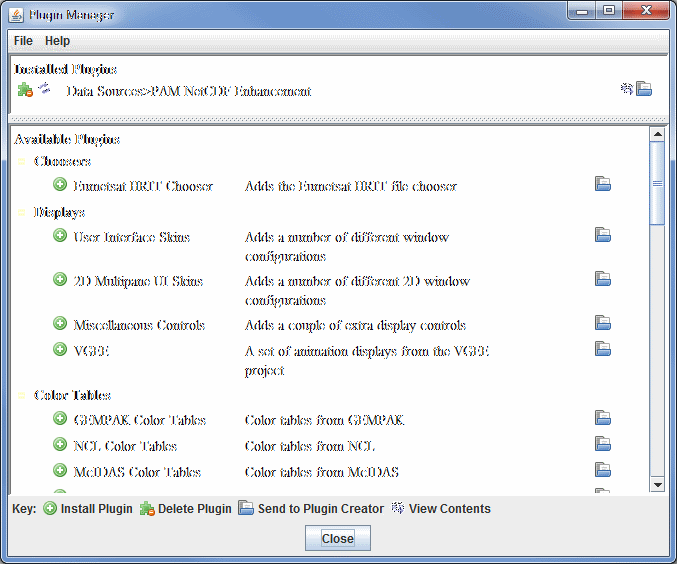 Plugin Manager
File Help
Installed Plugins
Data Sources>PAM NetCDF Enhancement
Available Plugins
Choosers
Eumetsat HRIT Chooser Adds the Eumetsat HRIT file chooser
Displays
User Interface Skins Adds a number of different window
configurations
2D Multipane UI Skins Adds a number of different 2D window
configurations
Miscellaneous Controls Adds a couple of extra display controls
VGEE A set of animation displays from the VGEE
project
Color Tables
GEMPAK Color Tables Color tables from GEMPAK
NCL Color Tables Color tables from NCL
McIDAS Color Tables Color tables from McIDAS
Key: Install Plugin Delete Plugin Send to Plugin Creator View Contents
Close